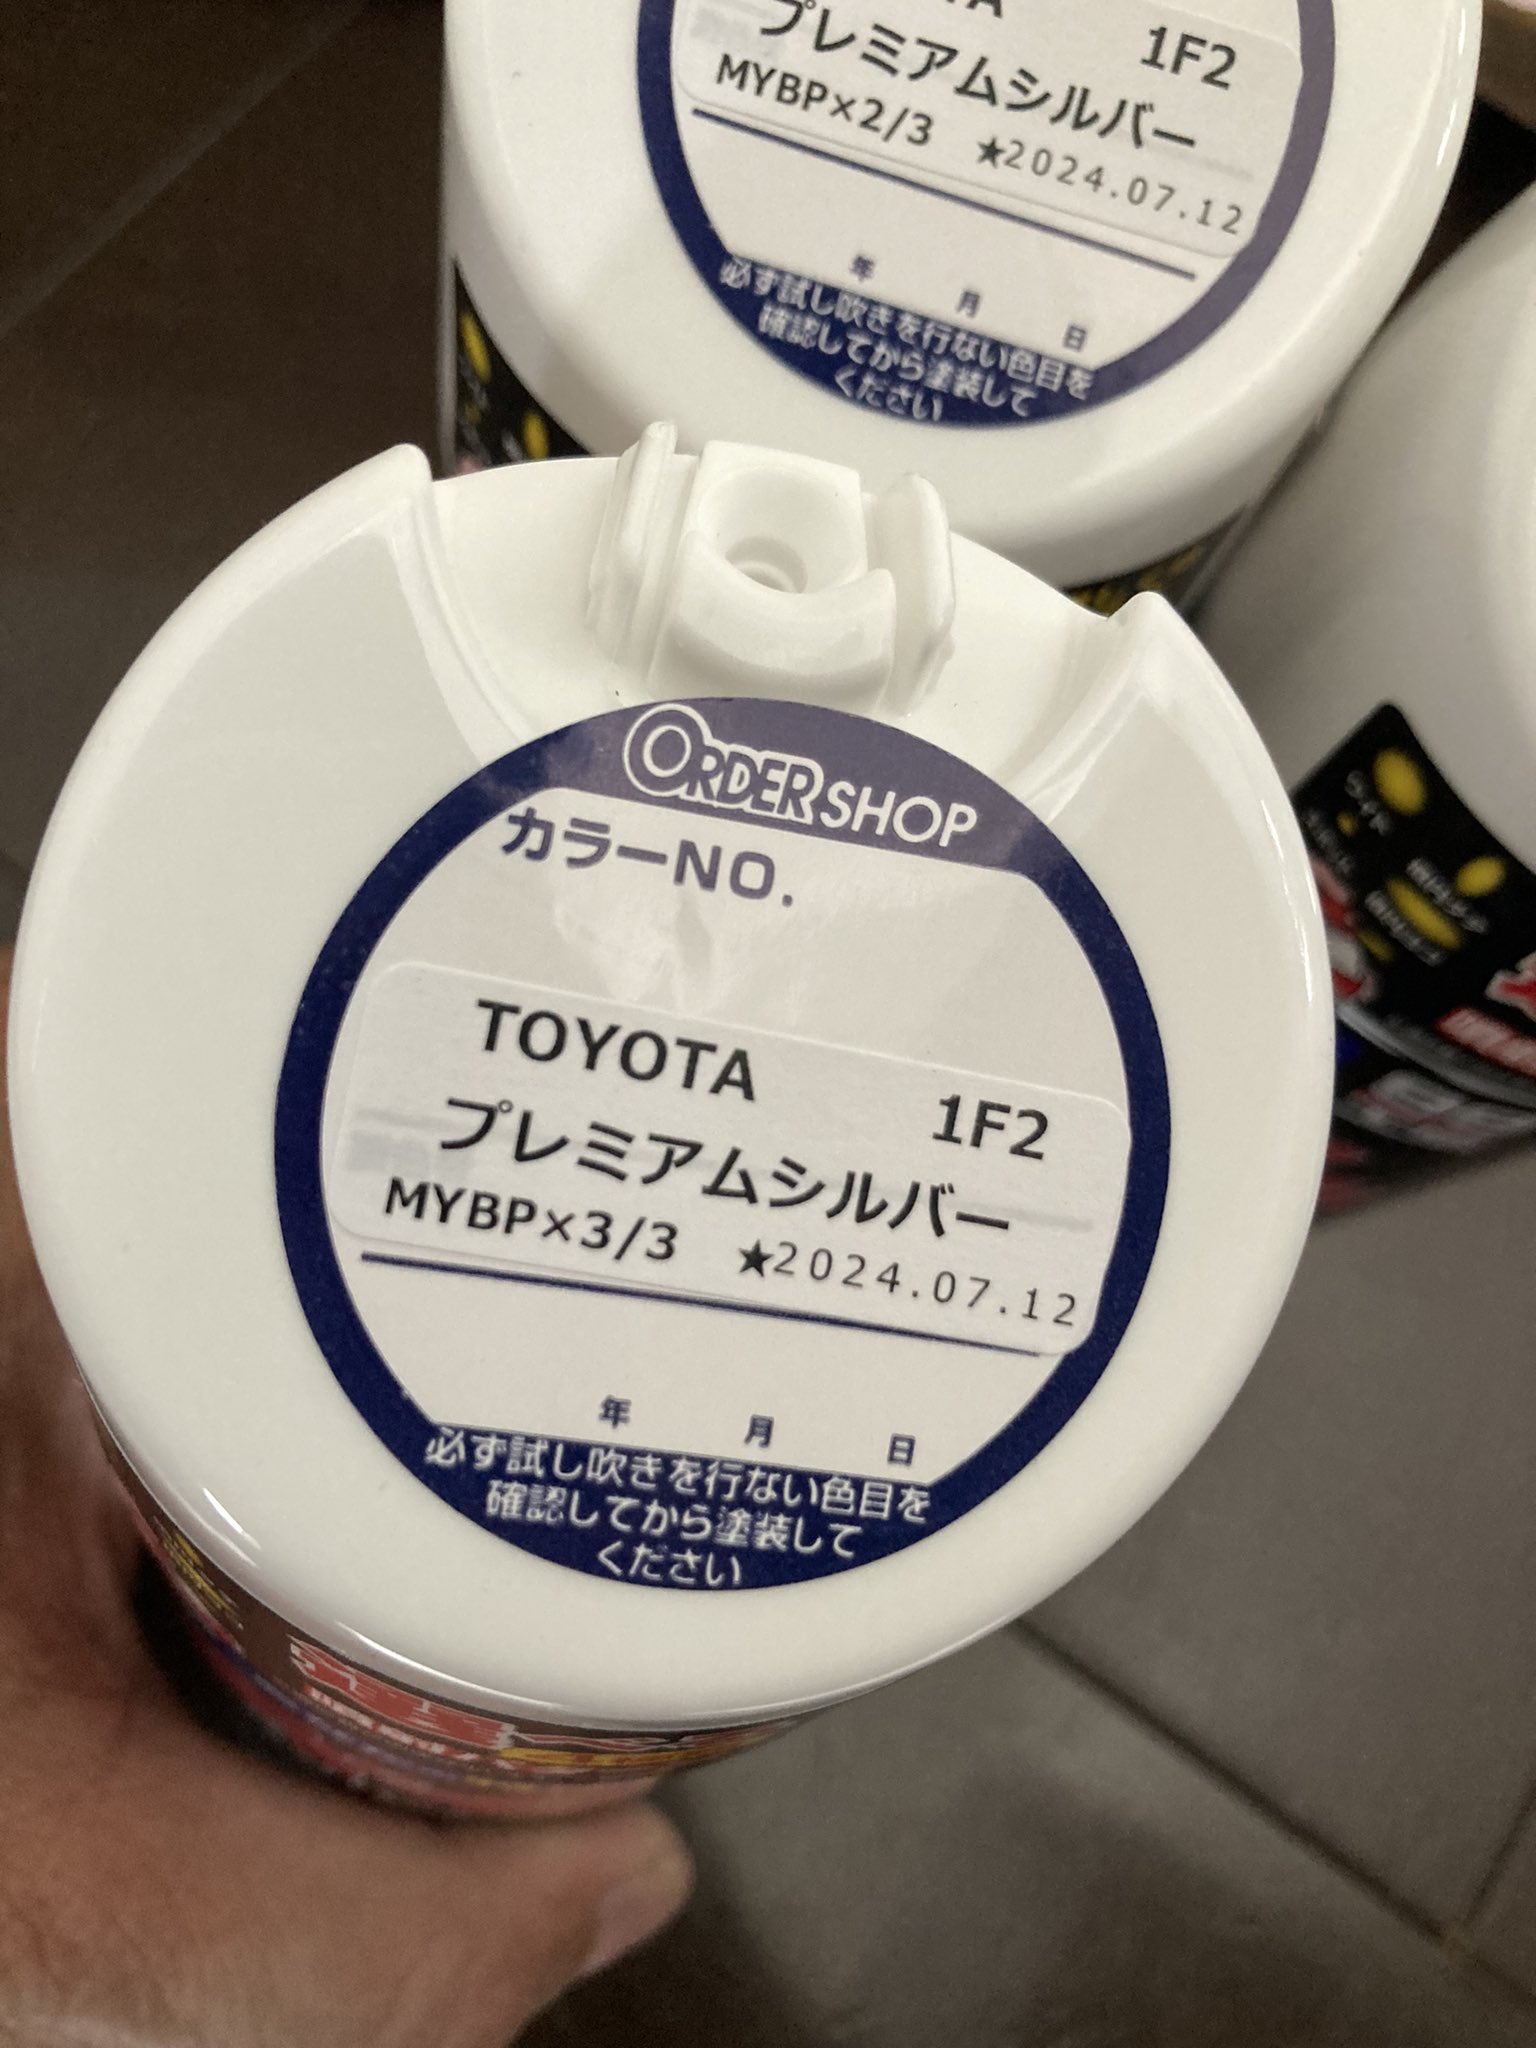 1F2
プレミアムシルバー
MYBP×2/3 ★2024.07.12
年 月 日
必ず試し吹きを行ない色目を
確認してから塗装して
ください
ORDER SHOP
カラーNO.
TOYOTA 1F2
プレミアムシルバー
MYBP×3/3 ★2024.07.12
年 月 日
必ず試し吹きを行ない色目を
確認してから塗装して
ください